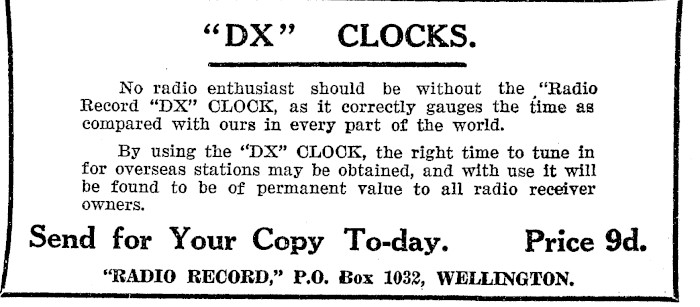 "DX" CLOCKS.
No radio enthusiast should be without the "Radio
Record "DX" CLOCK, as it correctly gauges the time as
compared with ours in every part of the world.
By using the "DX" CLOCK, the right time to tune in
for overseas stations may be obtained, and with use it will
be found to be of permanent value to all radio receiver
owners.
Send for Your Copy To-day. Price 9d.
"RADIO RECORD," P.O. Box 1032, WELLINGTON.